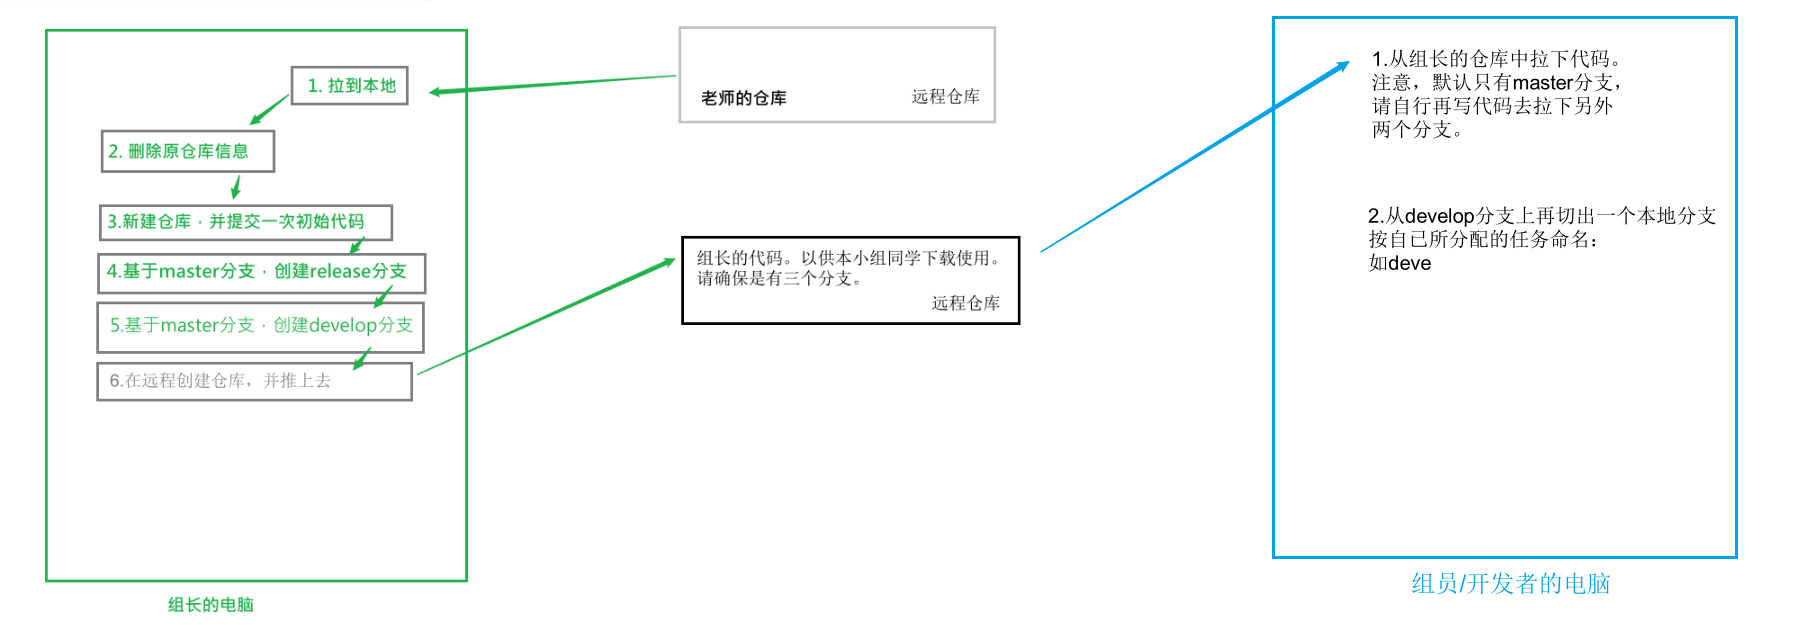 1. 拉到本地
2. 删除原仓库信息
3.新建仓库·并提交一次初始代码
4.基于master分支·创建release分支
5.基于master分支·创建develop分支
6.在远程创建仓库，并推上去
组长的电脑
老师的仓库
远程仓库
组长的代码。以供本小组同学下载使用。
请确保是有三个分支。
远程仓库
1.从组长的仓库中拉下代码。
注意，默认只有master分支，
请自行再写代码去拉下另外
两个分支。
2.从develop分支上再切出一个本地分支
按自已所分配的任务命名：
如deve
组员/开发者的电脑